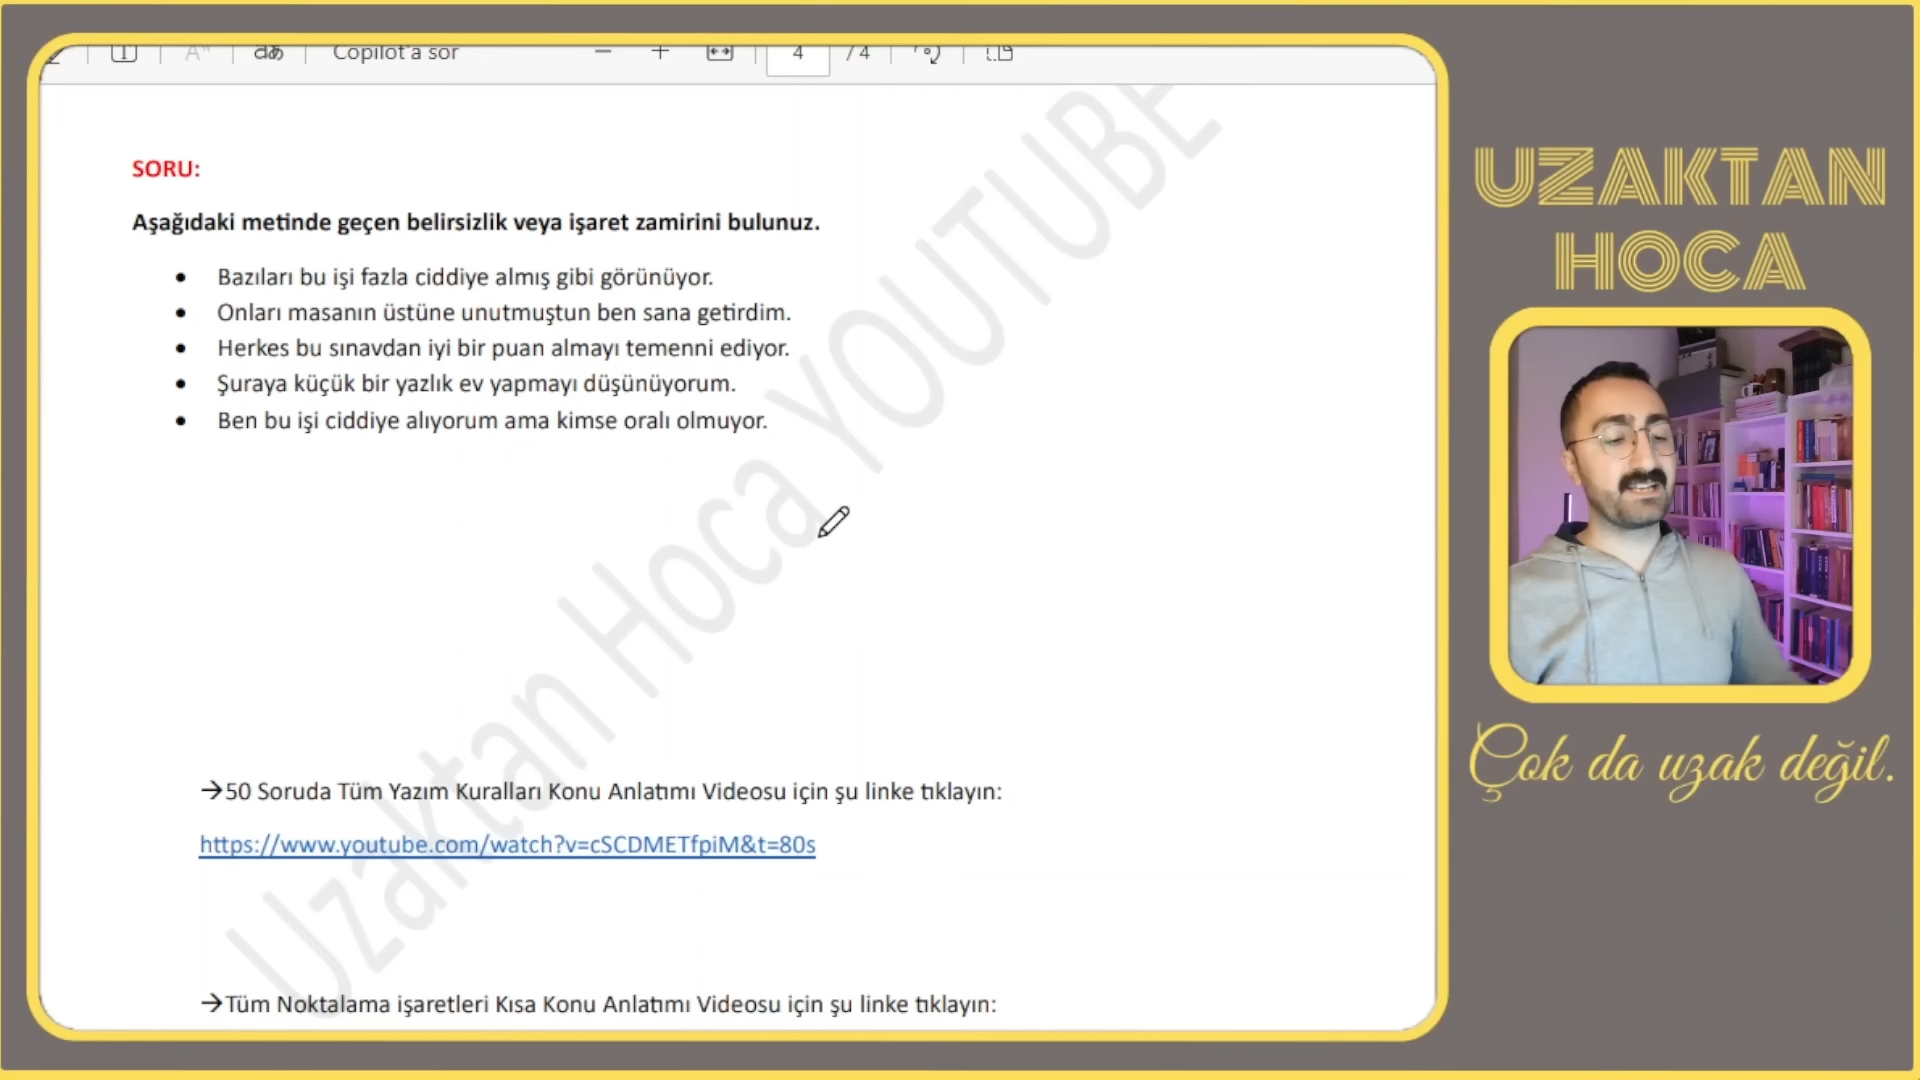 Copilot'a sor
4 / 4
SORU:
Aşağıdaki metinde geçen belirsizlik veya işaret zamirini bulunuz.
• Bazıları bu işi fazla ciddiye almış gibi görünüyor.
• Onları masanın üstüne unutmuştun ben sana getirdim.
• Herkes bu sınavdan iyi bir puan almayı temenni ediyor.
• Şuraya küçük bir yazlık ev yapmayı düşünüyorum.
• Ben bu işi ciddiye alıyorum ama kimse oralı olmuyor.
→50 Soruda Tüm Yazım Kuralları Konu Anlatımı Videosu için şu linke tıklayın:
https://www.youtube.com/watch?v=cSCDMETfpiM&t=80s
→Tüm Noktalama işaretleri Kısa Konu Anlatımı Videosu için şu linke tıklayın:
Uzaktan Hoca YOUTUBE
UZAKTAN
HOCA
Çok da uzak değil.